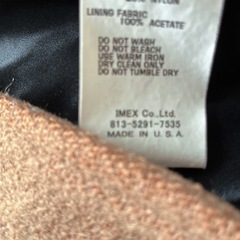 NYLON
LINING FABRIC
100% ACETATE
DO NOT WASH
DO NOT BLEACH
USE WARM IRON
DRY CLEAN ONLY
DO NOT TUMBLE DRY
IMEX Co.,Ltd.
813-5291-7535
MADE IN U.S.A.